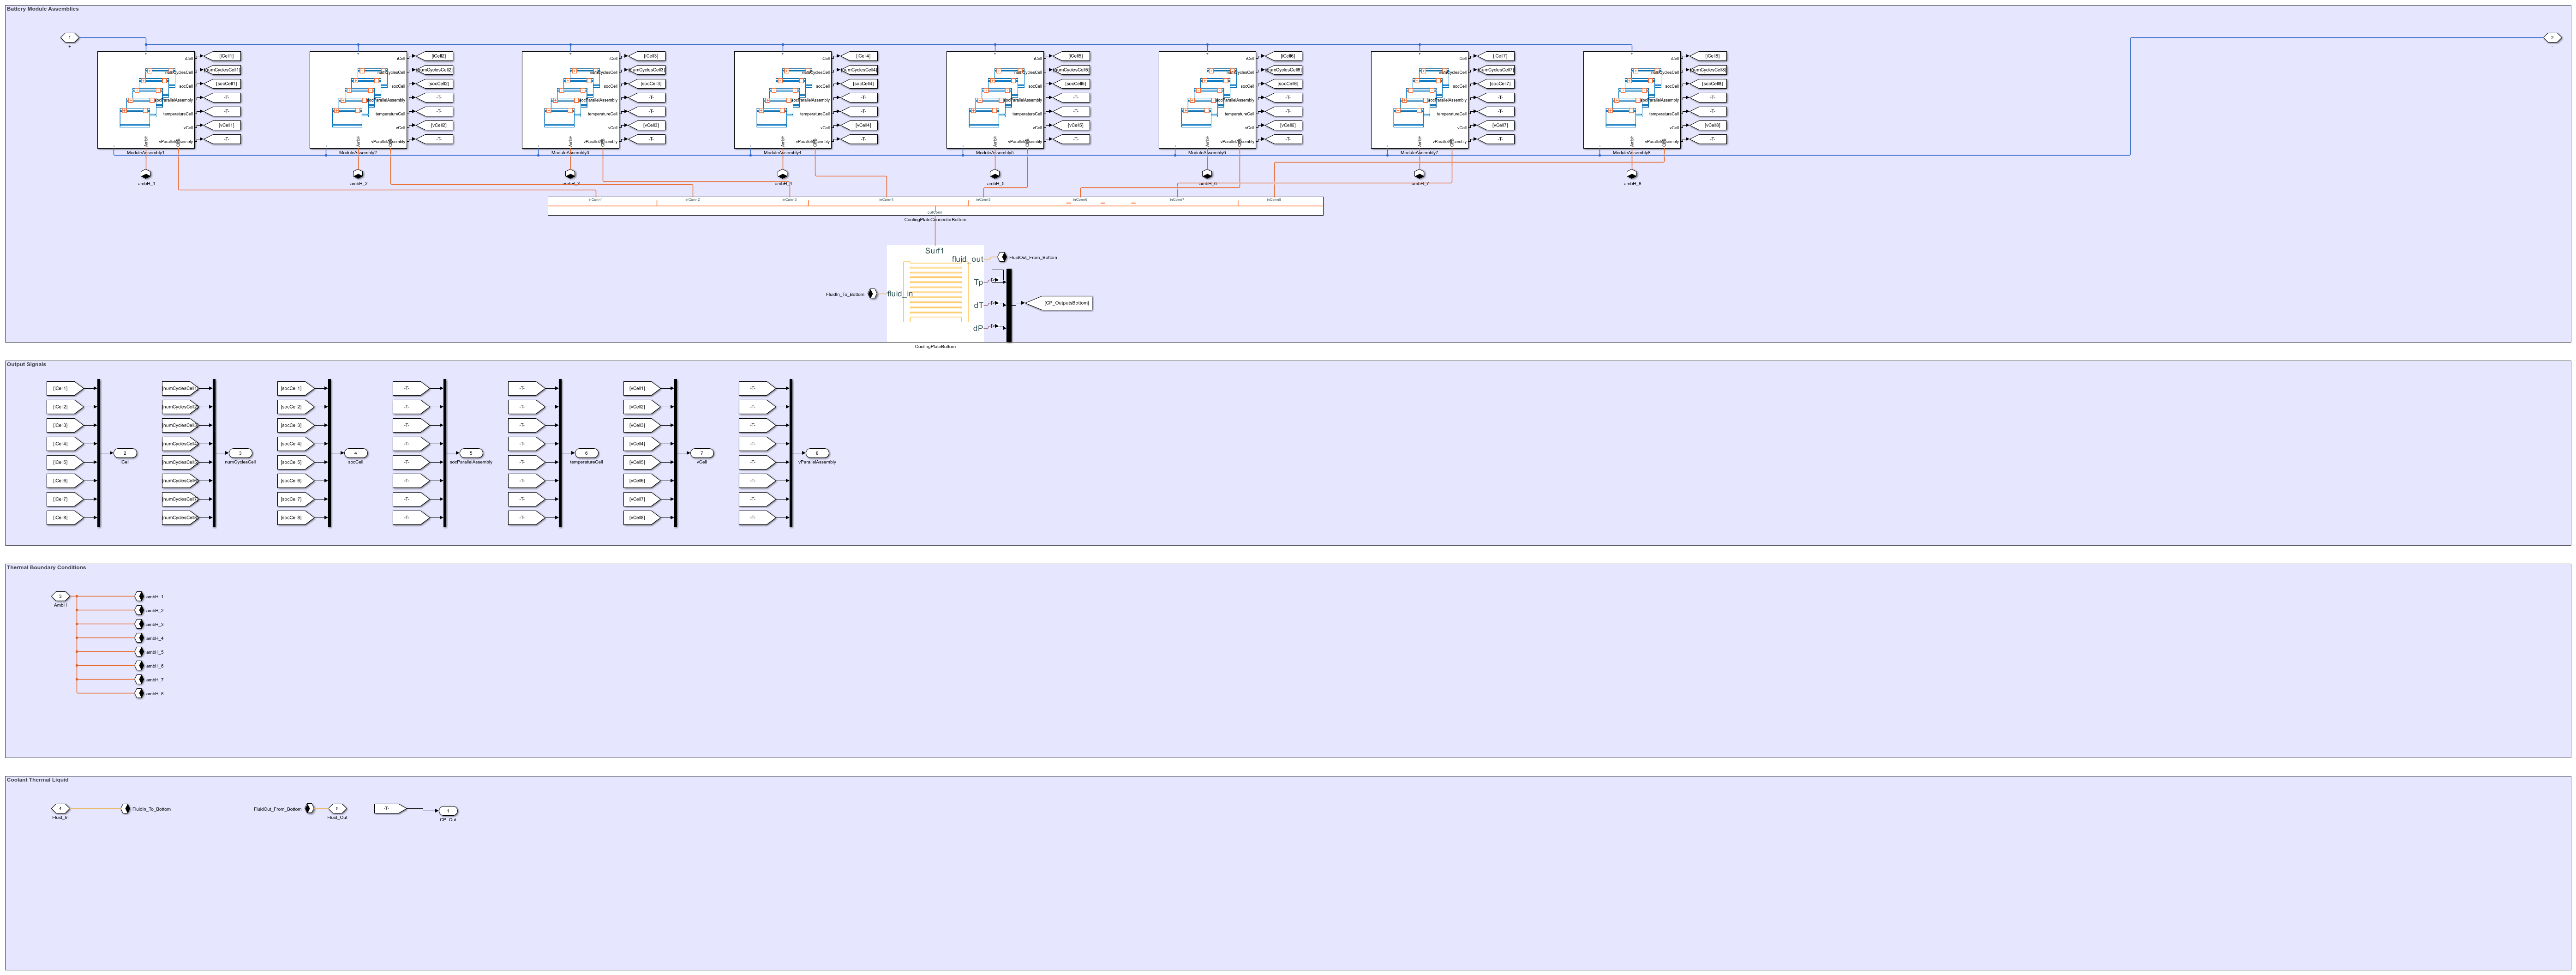 Battery Module Assemblies
1
+
2
-
iCell
numCyclesCell
socCell
socParallelAssembly
temperatureCell
vCell
vParallelAssembly
AmbH
[iCell1]
[numCyclesCell1]
[socCell1]
-T-
-T-
[vCell1]
-T-
ModuleAssembly1
ambH_1
iCell
numCyclesCell
socCell
socParallelAssembly
temperatureCell
vCell
vParallelAssembly
AmbH
[iCell2]
[numCyclesCell2]
[socCell2]
-T-
-T-
[vCell2]
-T-
ModuleAssembly2
ambH_2
iCell
numCyclesCell
socCell
socParallelAssembly
temperatureCell
vCell
vParallelAssembly
AmbH
[iCell3]
[numCyclesCell3]
[socCell3]
-T-
-T-
[vCell3]
-T-
ModuleAssembly3
ambH_3
iCell
numCyclesCell
socCell
socParallelAssembly
temperatureCell
vCell
vParallelAssembly
AmbH
[iCell4]
[numCyclesCell4]
[socCell4]
-T-
-T-
[vCell4]
-T-
ModuleAssembly4
ambH_4
iCell
numCyclesCell
socCell
socParallelAssembly
temperatureCell
vCell
vParallelAssembly
AmbH
[iCell5]
[numCyclesCell5]
[socCell5]
-T-
-T-
[vCell5]
-T-
ModuleAssembly5
ambH_5
iCell
numCyclesCell
socCell
socParallelAssembly
temperatureCell
vCell
vParallelAssembly
AmbH
[iCell6]
[numCyclesCell6]
[socCell6]
-T-
-T-
[vCell6]
-T-
ModuleAssembly6
ambH_6
iCell
numCyclesCell
socCell
socParallelAssembly
temperatureCell
vCell
vParallelAssembly
AmbH
[iCell7]
[numCyclesCell7]
[socCell7]
-T-
-T-
[vCell7]
-T-
ModuleAssembly7
ambH_7
iCell
numCyclesCell
socCell
socParallelAssembly
temperatureCell
vCell
vParallelAssembly
AmbH
[iCell8]
[numCyclesCell8]
[socCell8]
-T-
-T-
[vCell8]
-T-
ModuleAssembly8
ambH_8
inConn1
inConn2
inConn3
inConn4
inConn5
inConn6
inConn7
inConn8
outConn
CoolingPlateConnectorBottom
Surf1
fluid_out
FluidOut_From_Bottom
Tp
FluidIn_To_Bottom
fluid_in
dT
[CP_OutputsBottom]
dP
CoolingPlateBottom
Output Signals
[iCell1]
[iCell2]
[iCell3]
[iCell4]
[iCell5]
[iCell6]
[iCell7]
[iCell8]
2
iCell
[numCyclesCell1]
[numCyclesCell2]
[numCyclesCell3]
[numCyclesCell4]
[numCyclesCell5]
[numCyclesCell6]
[numCyclesCell7]
[numCyclesCell8]
3
numCyclesCell
[socCell1]
[socCell2]
[socCell3]
[socCell4]
[socCell5]
[socCell6]
[socCell7]
[socCell8]
4
socCell
-T-
-T-
-T-
-T-
-T-
-T-
-T-
-T-
5
socParallelAssembly
-T-
-T-
-T-
-T-
-T-
-T-
-T-
-T-
6
temperatureCell
[vCell1]
[vCell2]
[vCell3]
[vCell4]
[vCell5]
[vCell6]
[vCell7]
[vCell8]
7
vCell
-T-
-T-
-T-
-T-
-T-
-T-
-T-
-T-
8
vParallelAssembly
Thermal Boundary Conditions
3
AmbH
ambH_1
ambH_2
ambH_3
ambH_4
ambH_5
ambH_6
ambH_7
ambH_8
Coolant Thermal Liquid
4
Fluid_In
FluidIn_To_Bottom
FluidOut_From_Bottom
5
Fluid_Out
-T-
1
CP_Out